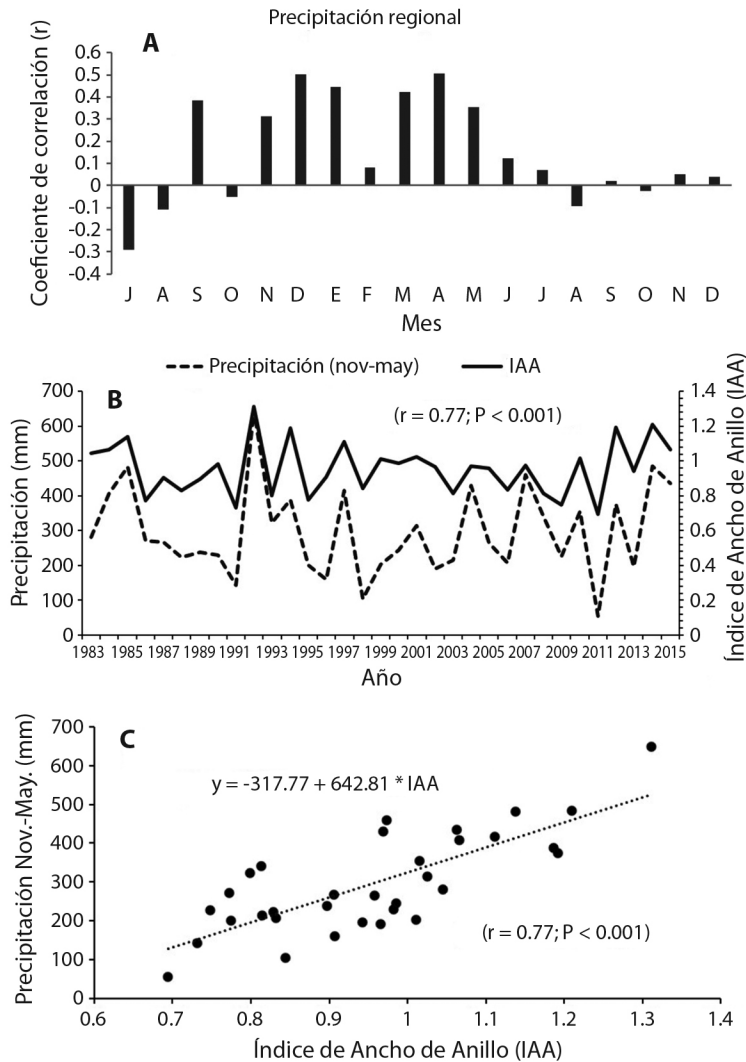 Precipitación regional
A
Coeficiente de correlación (r)
0.6
0.5
0.4
0.3
0.2
0.1
0
-0.1
-0.2
-0.3
-0.4
J A S O N D E F M A M J J A S O N D
Mes
Precipitación (nov-may) IAA
B
(r = 0.77; P < 0.001)
Precipitación (mm)
700
600
500
400
300
200
100
0
Índice de Ancho de Anillo (IAA)
1.4
1.2
1
0.8
0.6
0.4
0.2
0
1983 1985 1987 1989 1991 1993 1995 1997 1999 2001 2003 2005 2007 2009 2011 2013 2015
Año
C
Precipitación Nov.-May. (mm)
700
600
500
400
300
200
100
0
y = -317.77 + 642.81 * IAA
(r = 0.77; P < 0.001)
0.6 0.7 0.8 0.9 1 1.1 1.2 1.3 1.4
Índice de Ancho de Anillo (IAA)